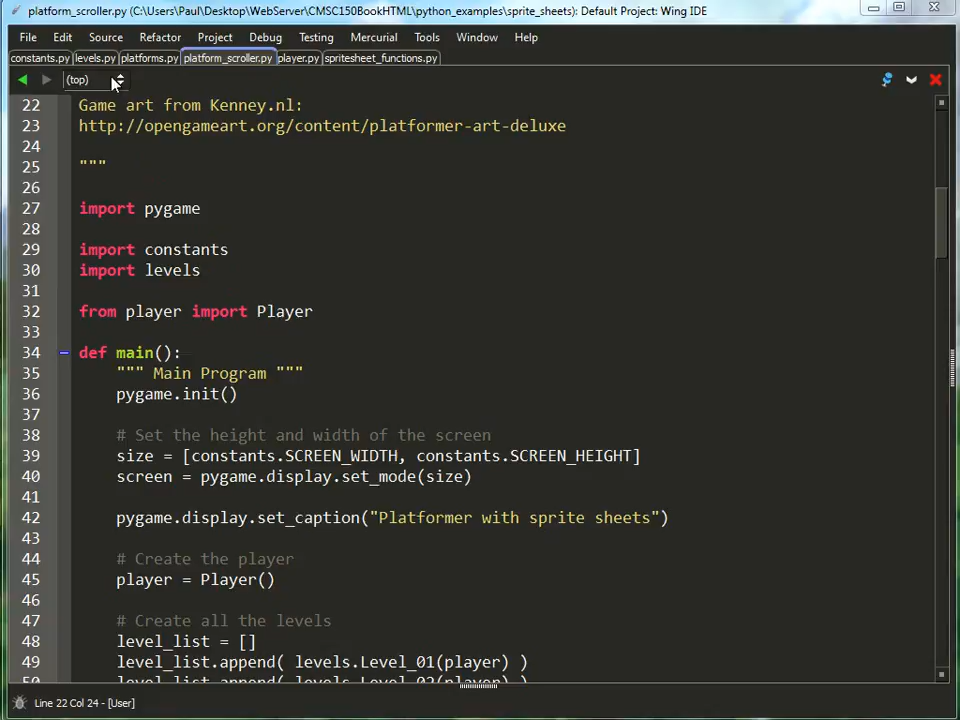 platform_scroller.py (C:\Users\Paul\Desktop\WebServer\CMSC150BookHTML\python_examples\sprite_sheets): Default Project: Wing IDE
File Edit Source Refactor Project Debug Testing Mercurial Tools Window Help
constants.py levels.py platforms.py platform_scroller.py player.py spritesheet_functions.py
(top)
22 Game art from Kenney.nl:
23 http://opengameart.org/content/platformer-art-deluxe
24
25 """
26
27 import pygame
28
29 import constants
30 import levels
31
32 from player import Player
33
34 def main():
35     """ Main Program """
36     pygame.init()
37
38     # Set the height and width of the screen
39     size = [constants.SCREEN_WIDTH, constants.SCREEN_HEIGHT]
40     screen = pygame.display.set_mode(size)
41
42     pygame.display.set_caption("Platformer with sprite sheets")
43
44     # Create the player
45     player = Player()
46
47     # Create all the levels
48     level_list = []
49     level_list.append( levels.Level_01(player) )
50     level_list.append( levels.Level_02(player) )
Line 22 Col 24 - [User]